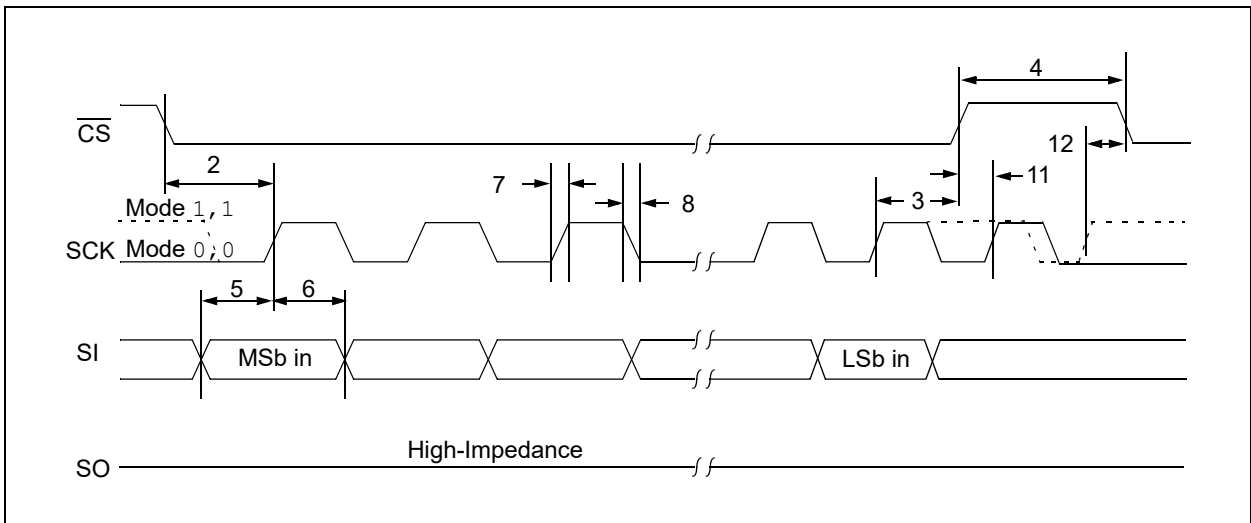 4
CS
12
2
7
8
3
11
Mode 1,1
SCK Mode 0,0
5
6
SI
MSb in
LSb in
High-Impedance
SO